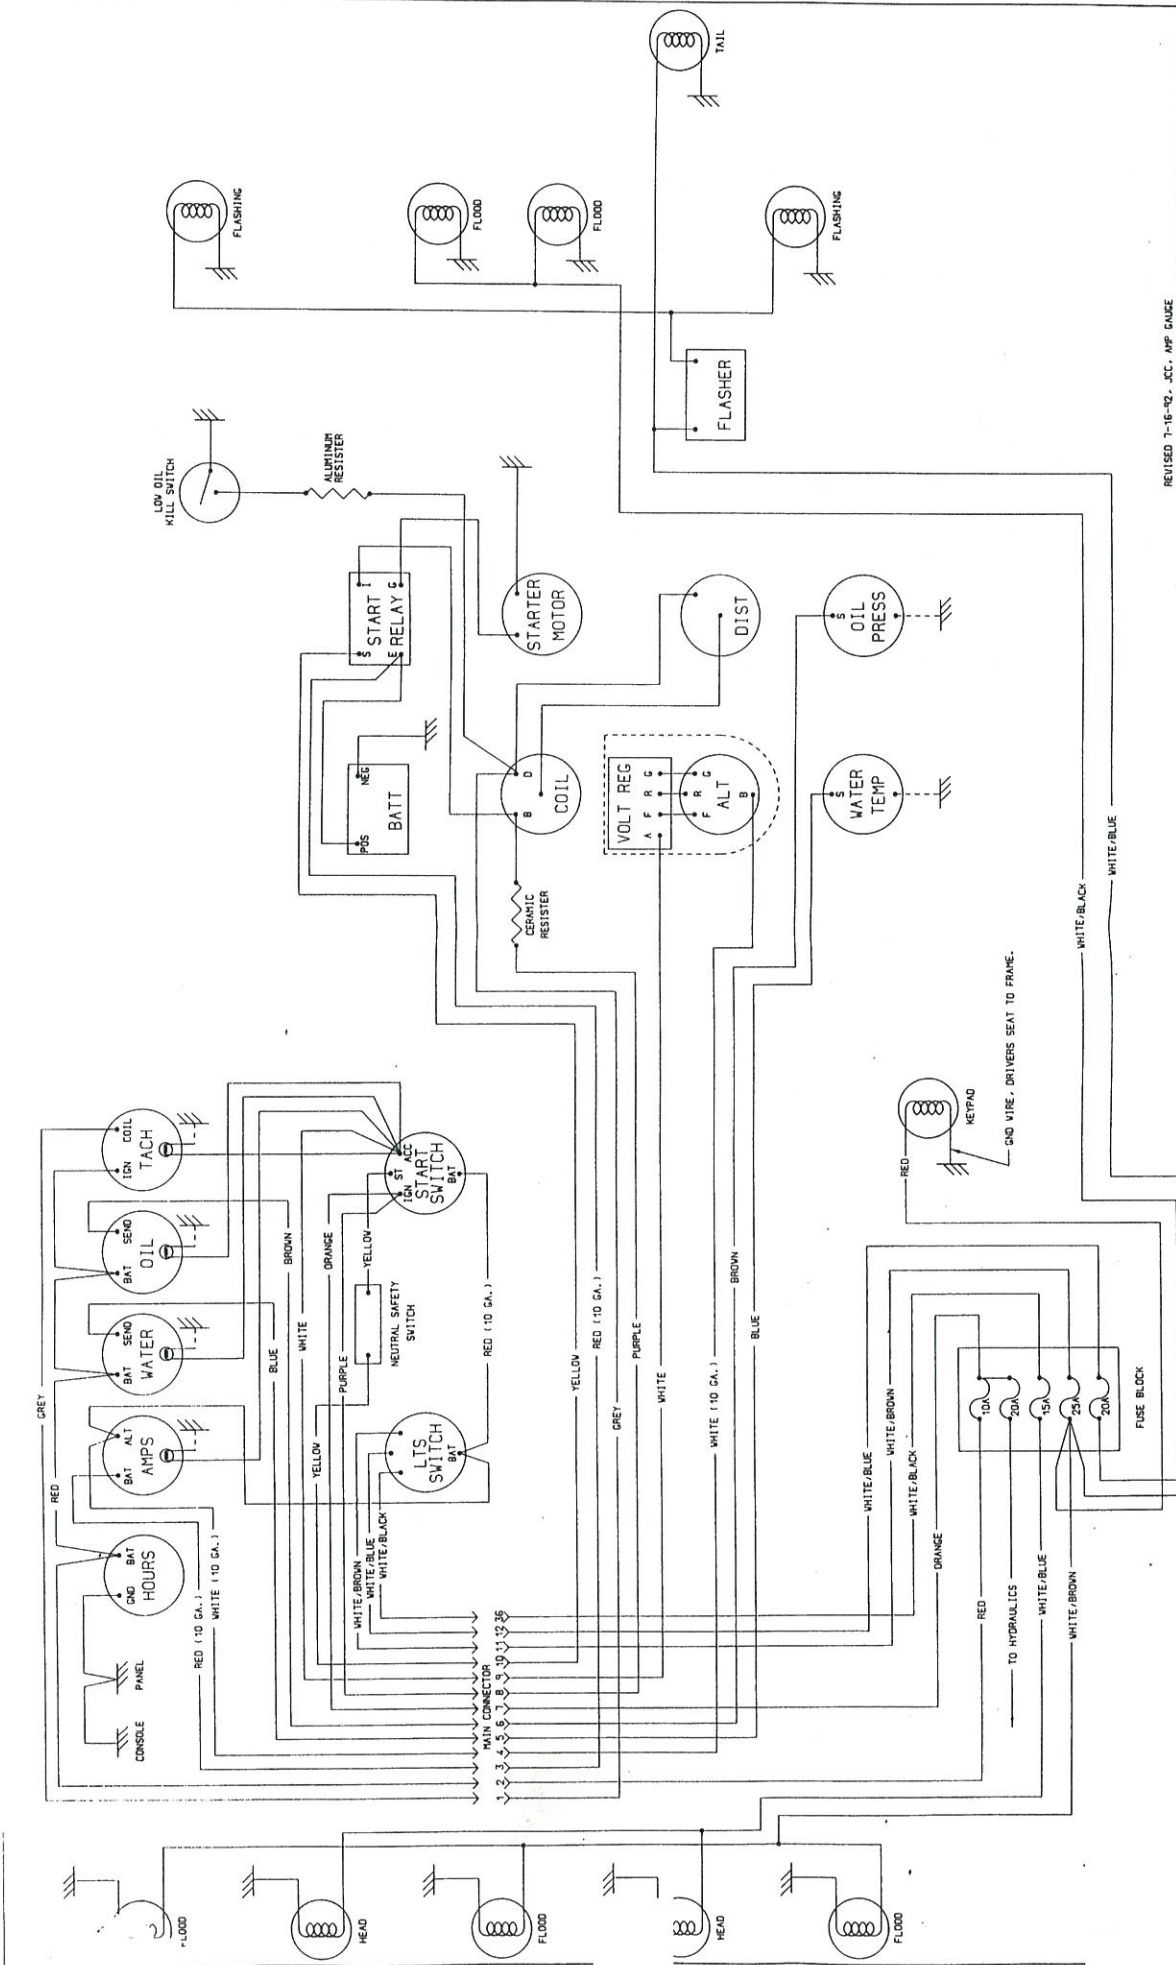 TAIL
FLASHING
FLOOD
FLOOD
FLASHING
FLASHER
REVISED 7-16-92, JCC, AMP GAUGE
LOW OIL
KILL SWITCH
ALUMINUM
RESISTER
S
I
START
RELAY
E
G
STARTER
MOTOR
DIST
S
OIL
PRESS
NEG
BATT
POS
D
COIL
B
CERAMIC
RESISTER
VOLT REG
A F R G
F R G
ALT
B
S
WATER
TEMP
WHITE/BLACK
WHITE/BLUE
GND WIRE, DRIVERS SEAT TO FRAME.
KEYPAD
RED
IGN COIL
TACH
BAT SEND
OIL
BAT SEND
WATER
BAT ALT
AMPS
GND BAT
HOURS
PANEL
CONSOLE
GREY
RED
RED (10 GA.)
WHITE (10 GA.)
BLUE
BROWN
WHITE
ORANGE
PURPLE
YELLOW
YELLOW
NEUTRAL SAFETY
SWITCH
IGN
ST
ACC
START
SWITCH
BAT
RED (10 GA.)
LTS
SWITCH
BAT
WHITE/BROWN
WHITE/BLUE
WHITE/BLACK
MAIN CONNECTOR
1 2 3 4 5 6 7 8 9 10 11 12 36
YELLOW
RED (10 GA.)
GREY
PURPLE
WHITE
WHITE (10 GA.)
BROWN
BLUE
WHITE/BLUE
WHITE/BROWN
WHITE/BLACK
ORANGE
10A
20A
15A
25A
20A
FUSE BLOCK
RED
TO HYDRAULICS
WHITE/BLUE
WHITE/BROWN
FLOOD
HEAD
FLOOD
HEAD
FLOOD